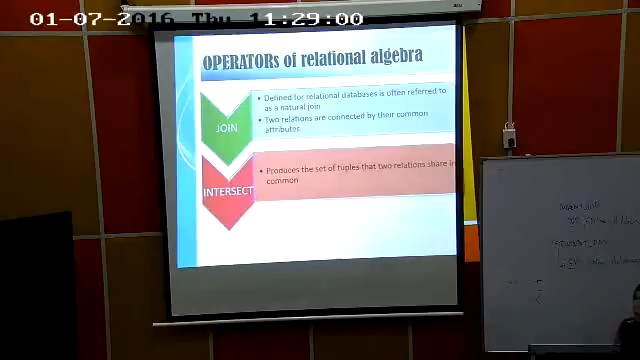 01-07-2016 Thu 11:29:00
OPERATORs of relational algebra
JOIN
• Defined for relational databases is often referred to
as a natural join
• Two relations are connected by their common
attributes
INTERSECT
• Produces the set of tuples that two relations share in
common